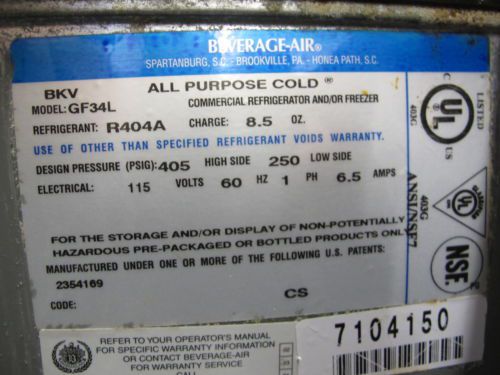 BEVERAGE-AIR®
SPARTANBURG, S.C. - BROOKVILLE, PA. - HONEA PATH, S.C.
BKV ALL PURPOSE COLD®
MODEL: GF34L COMMERCIAL REFRIGERATOR AND/OR FREEZER
REFRIGERANT: R404A CHARGE: 8.5 OZ.
USE OF OTHER THAN SPECIFIED REFRIGERANT VOIDS WARRANTY.
DESIGN PRESSURE (PSIG): 405 HIGH SIDE 250 LOW SIDE
ELECTRICAL: 115 VOLTS 60 HZ 1 PH 6.5 AMPS
FOR THE STORAGE AND/OR DISPLAY OF NON-POTENTIALLY
HAZARDOUS PRE-PACKAGED OR BOTTLED PRODUCTS ONLY
MANUFACTURED UNDER ONE OR MORE OF THE FOLLOWING U.S. PATENTS:
2354169
CODE: CS
403G
C UL US
®
LISTED
403G
UL
ANSI/NSF7
NSF
®
REFER TO YOUR OPERATOR'S MANUAL
FOR SPECIFIC WARRANTY INFORMATION
OR CONTACT BEVERAGE-AIR
FOR WARRANTY SERVICE
CALL
7104150